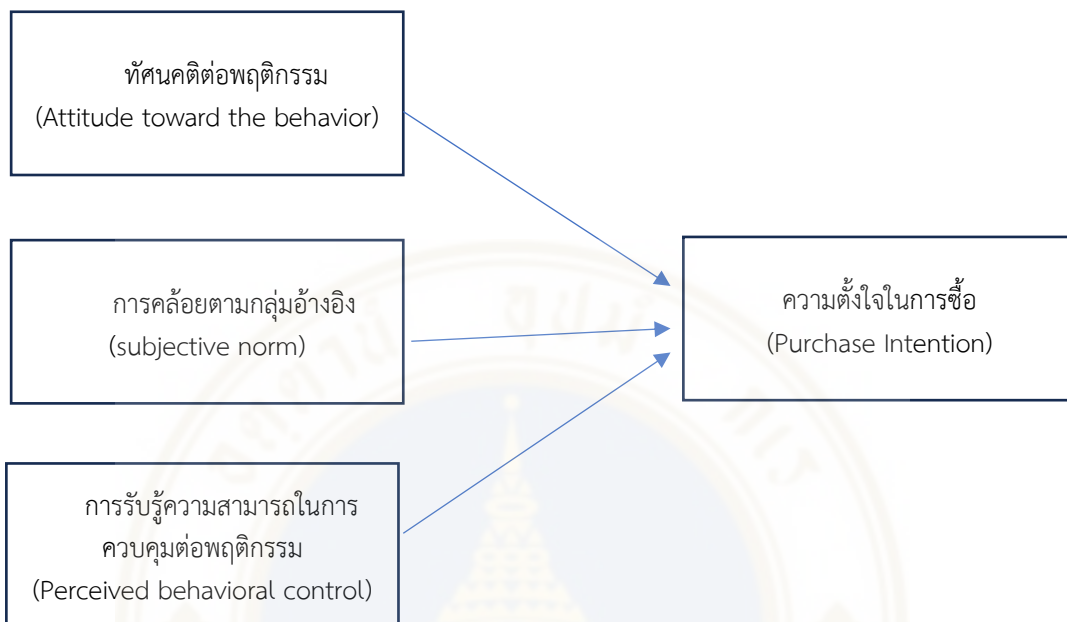 ทัศนคติต่อพฤติกรรม
(Attitude toward the behavior)
การคล้อยตามกลุ่มอ้างอิง
(subjective norm)
การรับรู้ความสามารถในการ
ควบคุมต่อพฤติกรรม
(Perceived behavioral control)
ความตั้งใจในการซื้อ
(Purchase Intention)